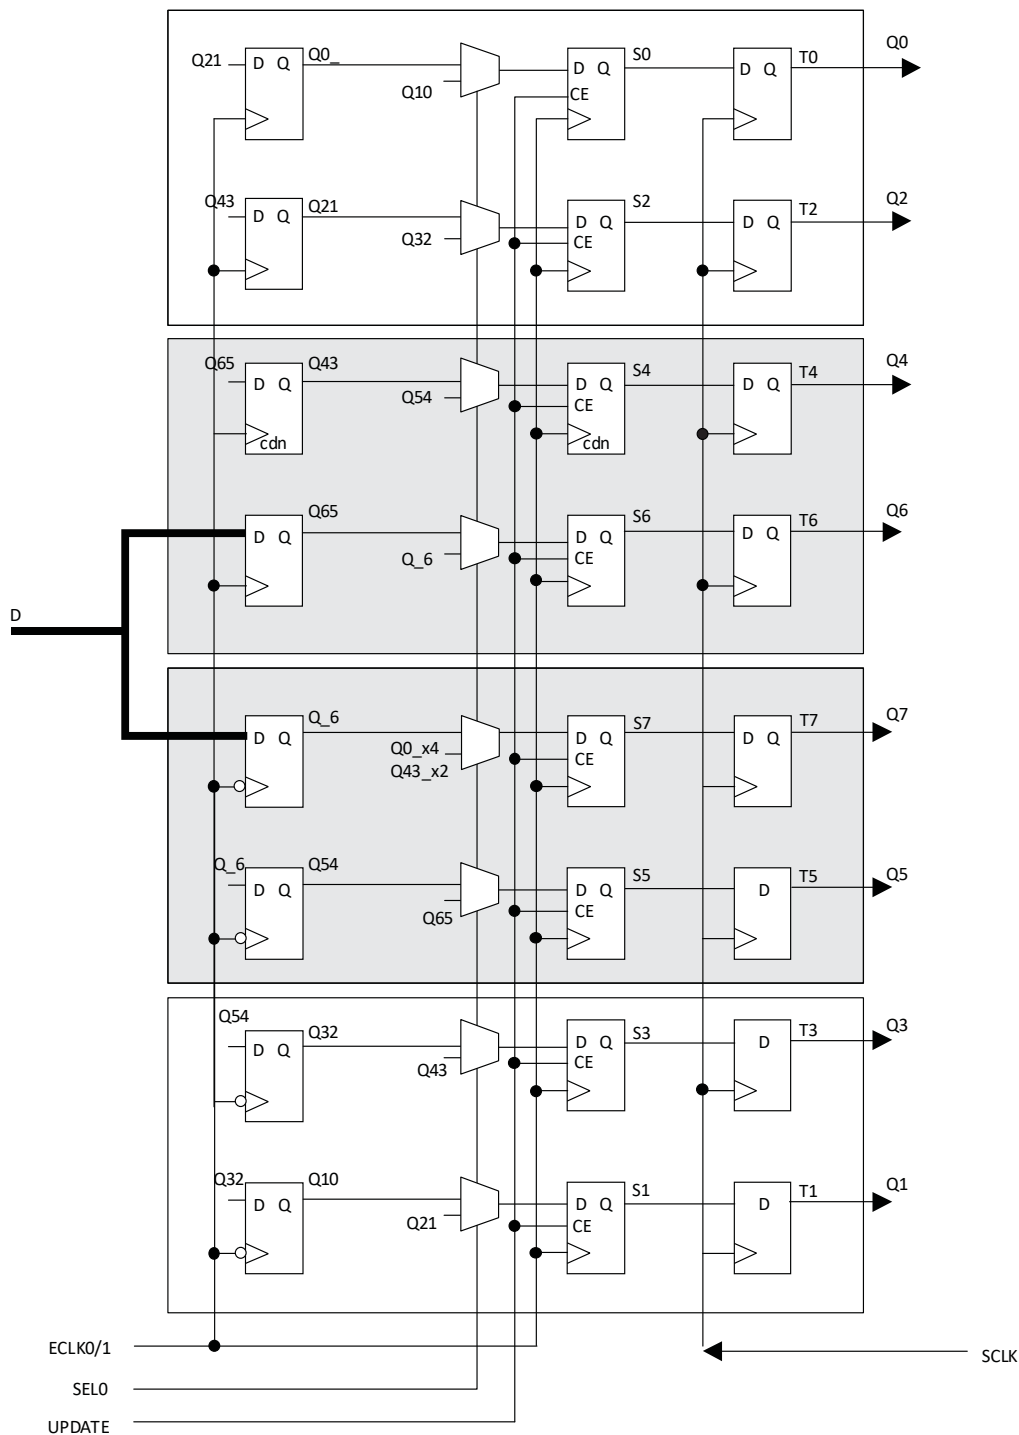 Q0
Q21 D Q Q0_ D Q S0 D Q T0
Q10 CE
Q2
Q43 D Q Q21 D Q S2 D Q T2
Q32 CE
Q4
Q65 D Q Q43 D Q S4 D Q T4
Q54 CE
cdn cdn
Q6
D Q Q65 D Q S6 D Q T6
Q_6 CE
D
Q7
D Q Q_6 D Q S7 D Q T7
Q0_x4 CE
Q43_x2
Q5
Q_6 D Q Q54 D Q S5 D T5
Q65 CE
Q3
Q54 D Q Q32 D Q S3 D T3
Q43 CE
Q1
Q32 D Q Q10 D Q S1 D T1
Q21 CE
ECLK0/1
SCLK
SEL0
UPDATE